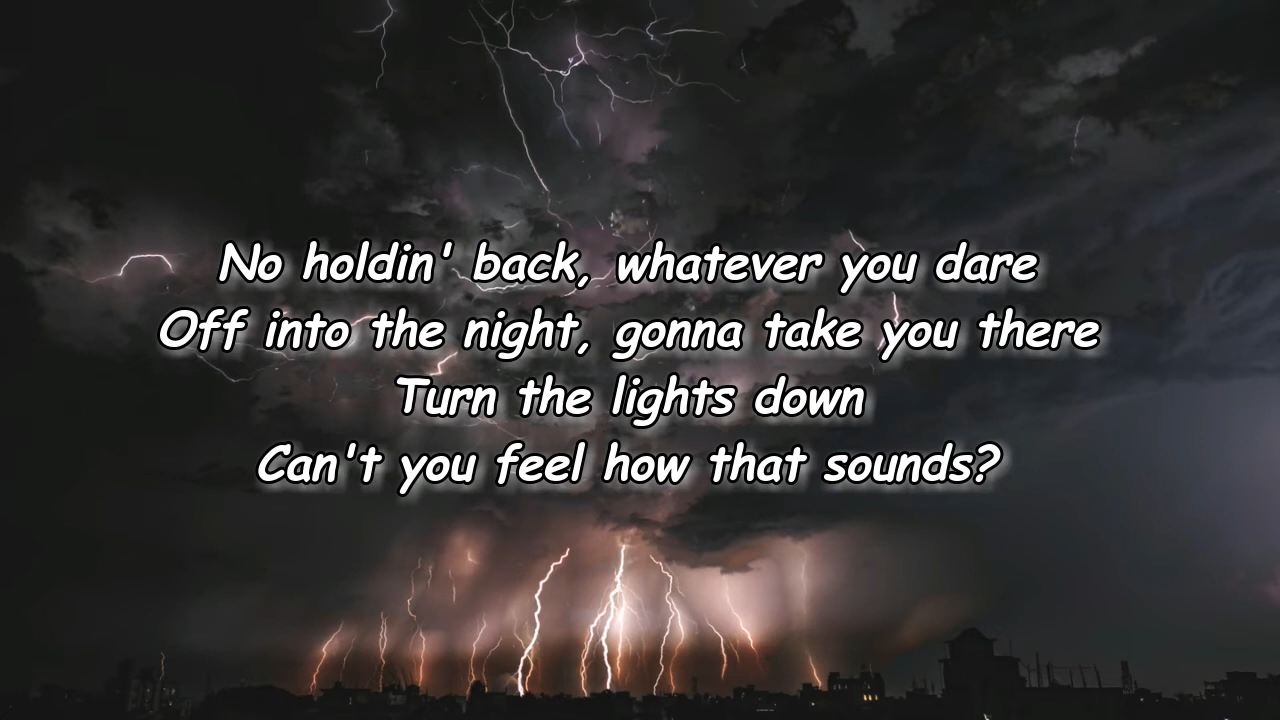 No holdin' back, whatever you dare
Off into the night, gonna take you there
Turn the lights down
Can't you feel how that sounds?